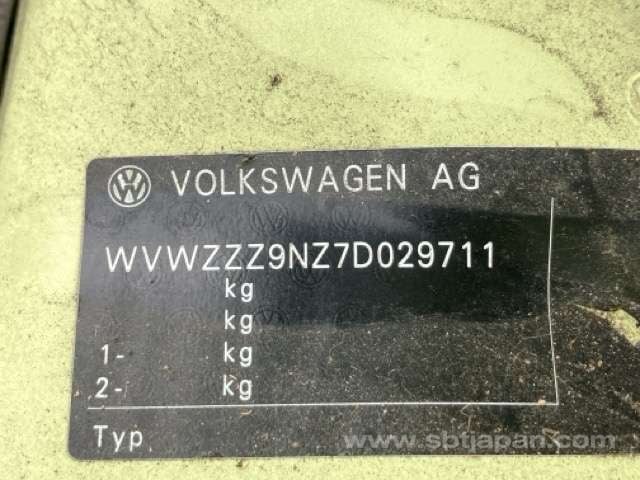 VOLKSWAGEN AG
WVWZZZ9NZ7D029711
kg
kg
1- kg
2- kg
Typ
www.sbtjapan.com